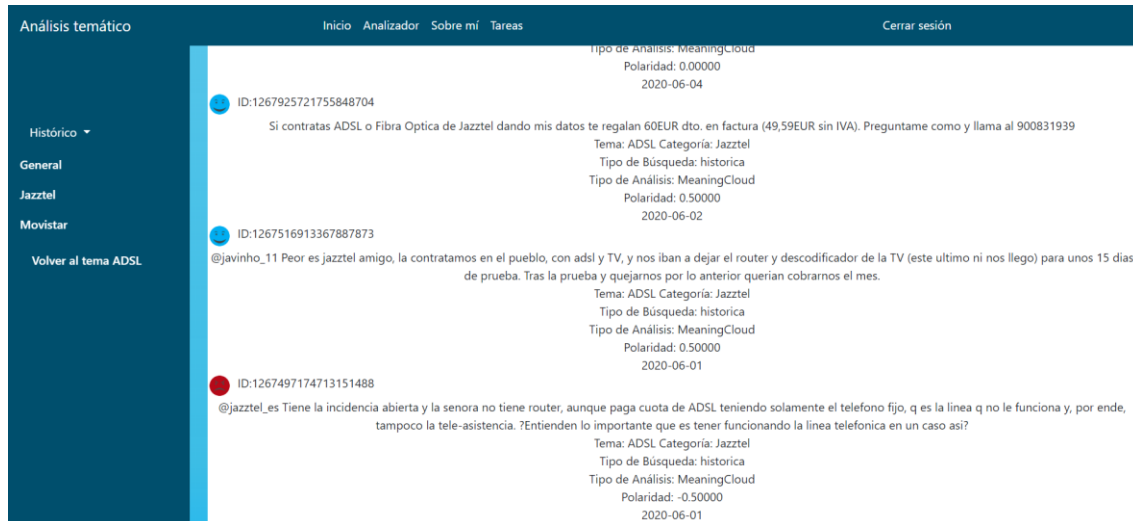 Análisis temático
Inicio Analizador Sobre mí Tareas
Cerrar sesión
Histórico
General
Jazztel
Movistar
Volver al tema ADSL
Tipo de Análisis: MeaningCloud
Polaridad: 0.00000
2020-06-04
ID:1267925721755848704
Si contratas ADSL o Fibra Optica de Jazztel dando mis datos te regalan 60EUR dto. en factura (49,59EUR sin IVA). Preguntame como y llama al 900831939
Tema: ADSL Categoría: Jazztel
Tipo de Búsqueda: historica
Tipo de Análisis: MeaningCloud
Polaridad: 0.50000
2020-06-02
ID:1267516913367887873
@javinho_11 Peor es jazztel amigo, la contratamos en el pueblo, con adsl y TV, y nos iban a dejar el router y descodificador de la TV (este ultimo ni nos llego) para unos 15 dias
de prueba. Tras la prueba y quejarnos por lo anterior querian cobrarnos el mes.
Tema: ADSL Categoría: Jazztel
Tipo de Búsqueda: historica
Tipo de Análisis: MeaningCloud
Polaridad: 0.50000
2020-06-01
ID:1267497174713151488
@jazztel_es Tiene la incidencia abierta y la senora no tiene router, aunque paga cuota de ADSL teniendo solamente el telefono fijo, q es la linea q no le funciona y, por ende,
tampoco la tele-asistencia. ?Entienden lo importante que es tener funcionando la linea telefonica en un caso asi?
Tema: ADSL Categoría: Jazztel
Tipo de Búsqueda: historica
Tipo de Análisis: MeaningCloud
Polaridad: -0.50000
2020-06-01